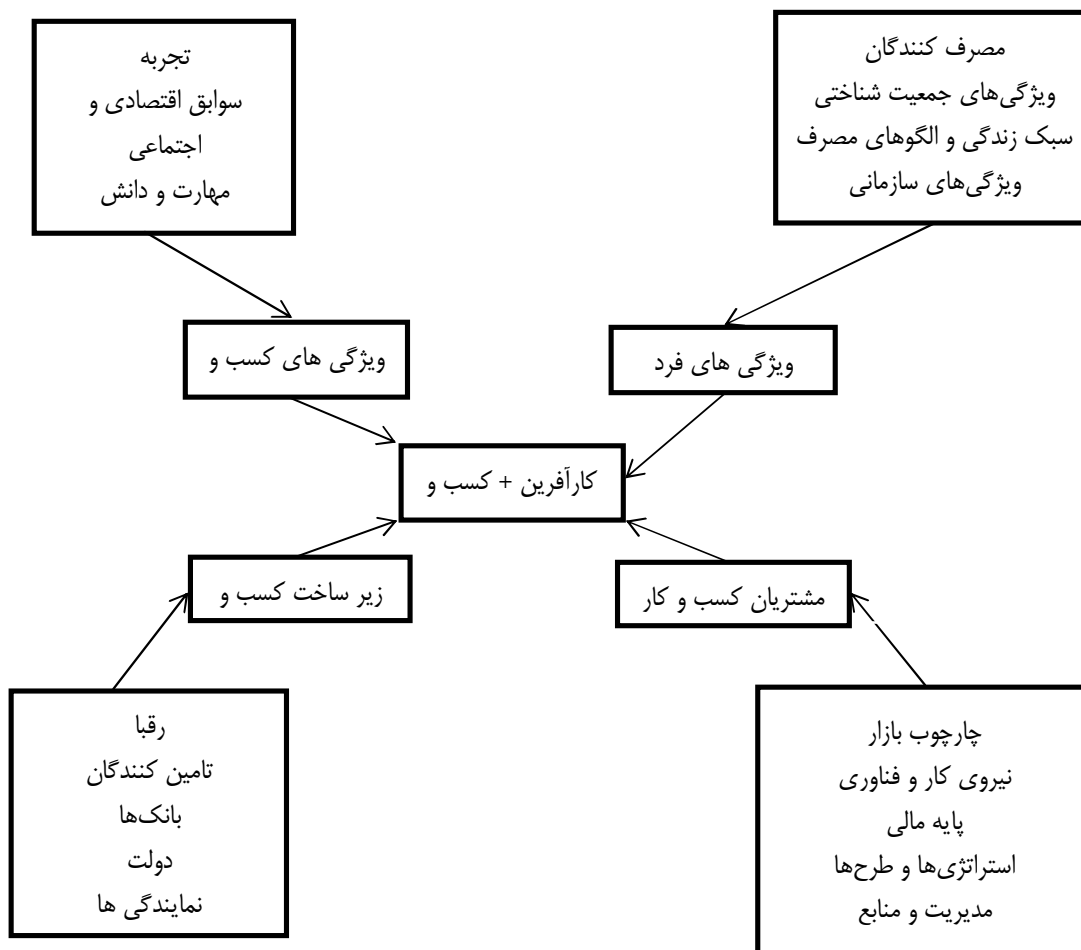 مصرف کنندگان
ویژگی‌های جمعیت شناختی
سبک زندگی و الگوهای مصرف
ویژگی‌های سازمانی
تجربه
سوابق اقتصادی و
اجتماعی
مهارت و دانش
ویژگی های فرد
ویژگی های کسب و
کارآفرین + کسب و
مشتریان کسب و کار
زیر ساخت کسب و
چارچوب بازار
نیروی کار و فناوری
پایه مالی
استراتژی‌ها و طرح‌ها
مدیریت و منابع
رقبا
تامین کنندگان
بانک‌ها
دولت
نمایندگی ها